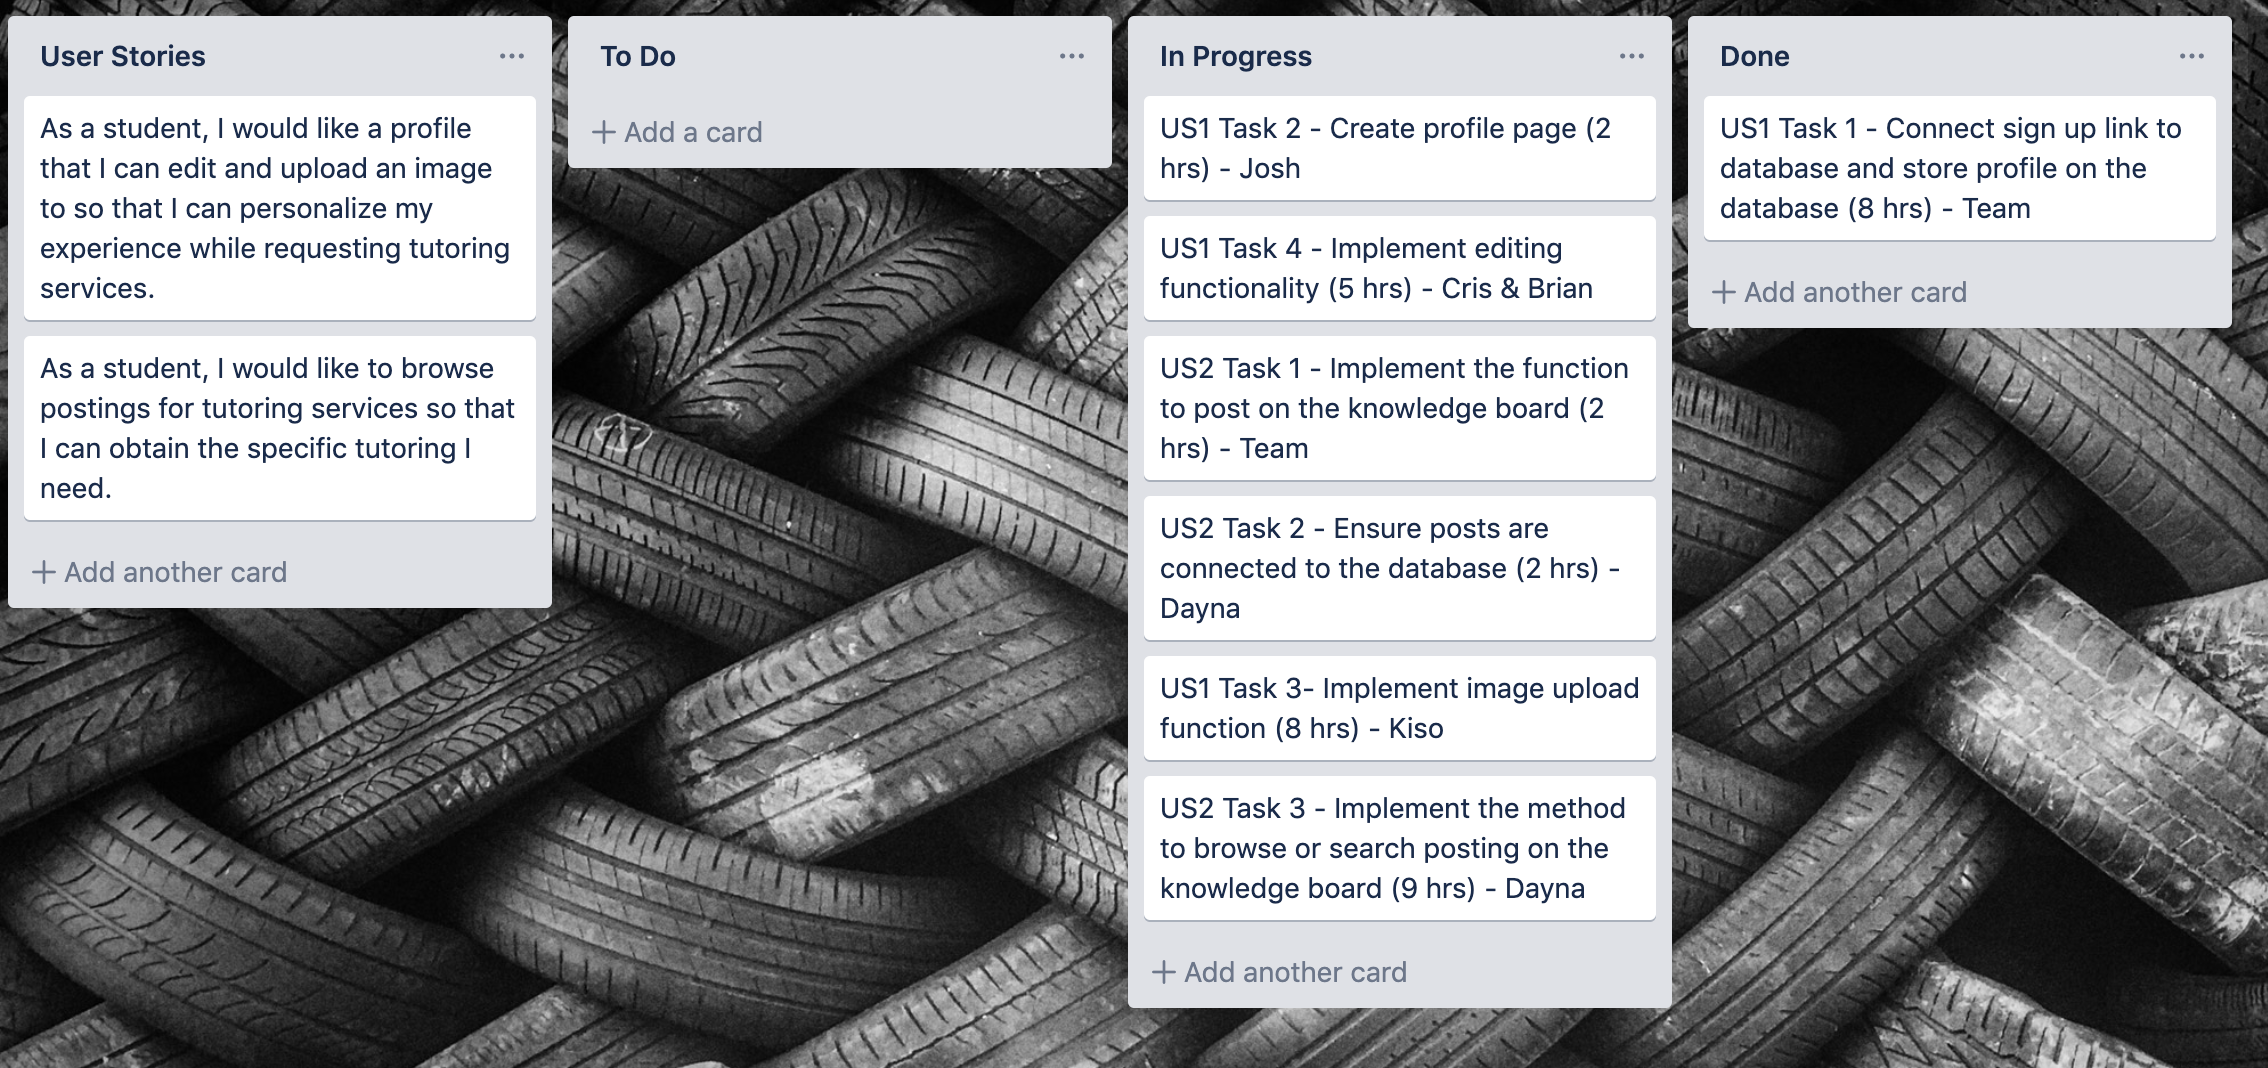 User Stories
As a student, I would like a profile
that I can edit and upload an image
to so that I can personalize my
experience while requesting tutoring
services.
As a student, I would like to browse
postings for tutoring services so that
I can obtain the specific tutoring I
need.
+ Add another card
To Do
+ Add a card
In Progress
US1 Task 2 - Create profile page (2
hrs) - Josh
US1 Task 4 - Implement editing
functionality (5 hrs) - Cris & Brian
US2 Task 1 - Implement the function
to post on the knowledge board (2
hrs) - Team
US2 Task 2 - Ensure posts are
connected to the database (2 hrs) -
Dayna
US1 Task 3- Implement image upload
function (8 hrs) - Kiso
US2 Task 3 - Implement the method
to browse or search posting on the
knowledge board (9 hrs) - Dayna
+ Add another card
Done
US1 Task 1 - Connect sign up link to
database and store profile on the
database (8 hrs) - Team
+ Add another card